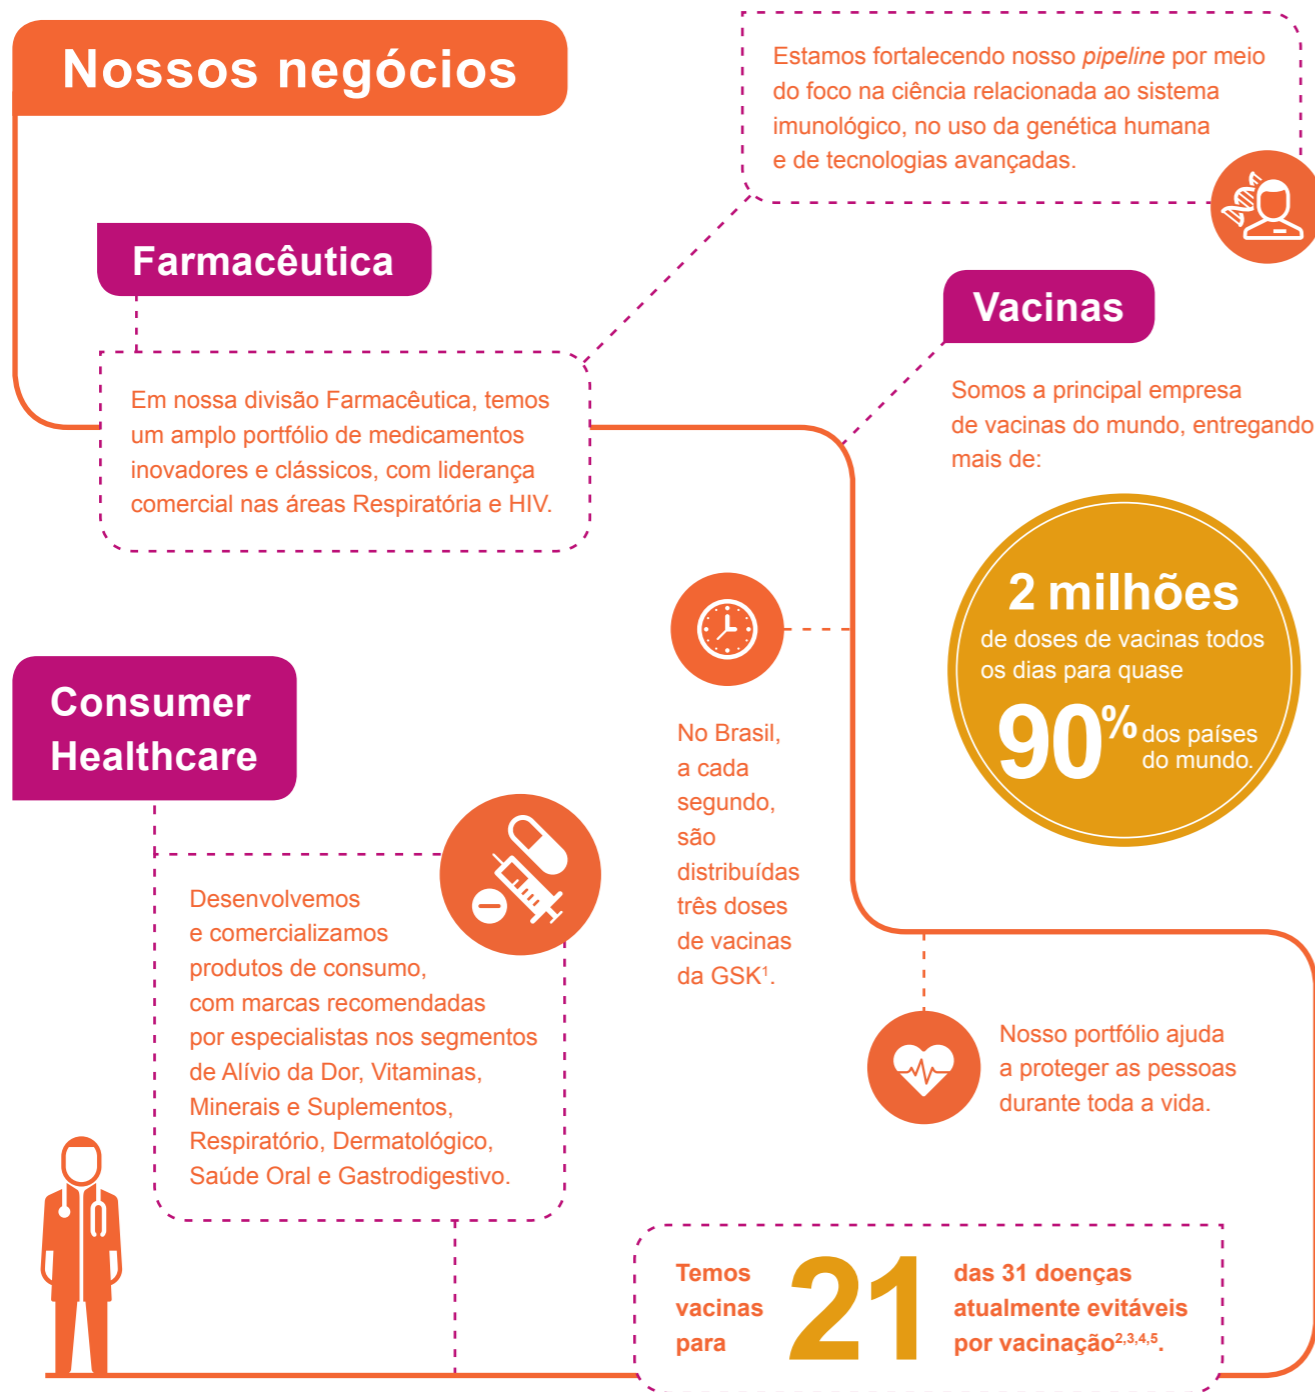 Nossos negócios
Estamos fortalecendo nosso pipeline por meio
do foco na ciência relacionada ao sistema
imunológico, no uso da genética humana
e de tecnologias avançadas.
Farmacêutica
Em nossa divisão Farmacêutica, temos
um amplo portfólio de medicamentos
inovadores e clássicos, com liderança
comercial nas áreas Respiratória e HIV.
Vacinas
Somos a principal empresa
de vacinas do mundo, entregando
mais de:
2 milhões
de doses de vacinas todos
os dias para quase
90% dos países
do mundo.
No Brasil,
a cada
segundo,
são
distribuídas
três doses
de vacinas
da GSK¹.
Consumer
Healthcare
Desenvolvemos
e comercializamos
produtos de consumo,
com marcas recomendadas
por especialistas nos segmentos
de Alívio da Dor, Vitaminas,
Minerais e Suplementos,
Respiratório, Dermatológico,
Saúde Oral e Gastrodigestivo.
Nosso portfólio ajuda
a proteger as pessoas
durante toda a vida.
Temos
vacinas
para
21
das 31 doenças
atualmente evitáveis
por vacinação²,³,⁴,⁵.